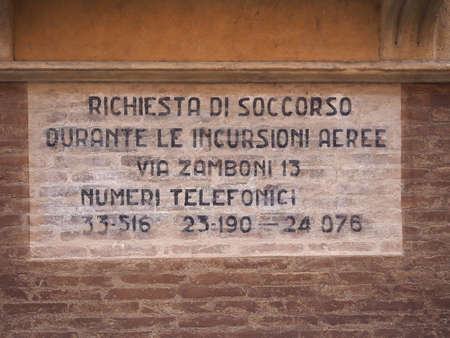 RICHIESTA DI SOCCORSO
DURANTE LE INCURSIONI AEREE
VIA ZAMBONI 13
NUMERI TELEFONICI
33-516 23-190 — 24 076